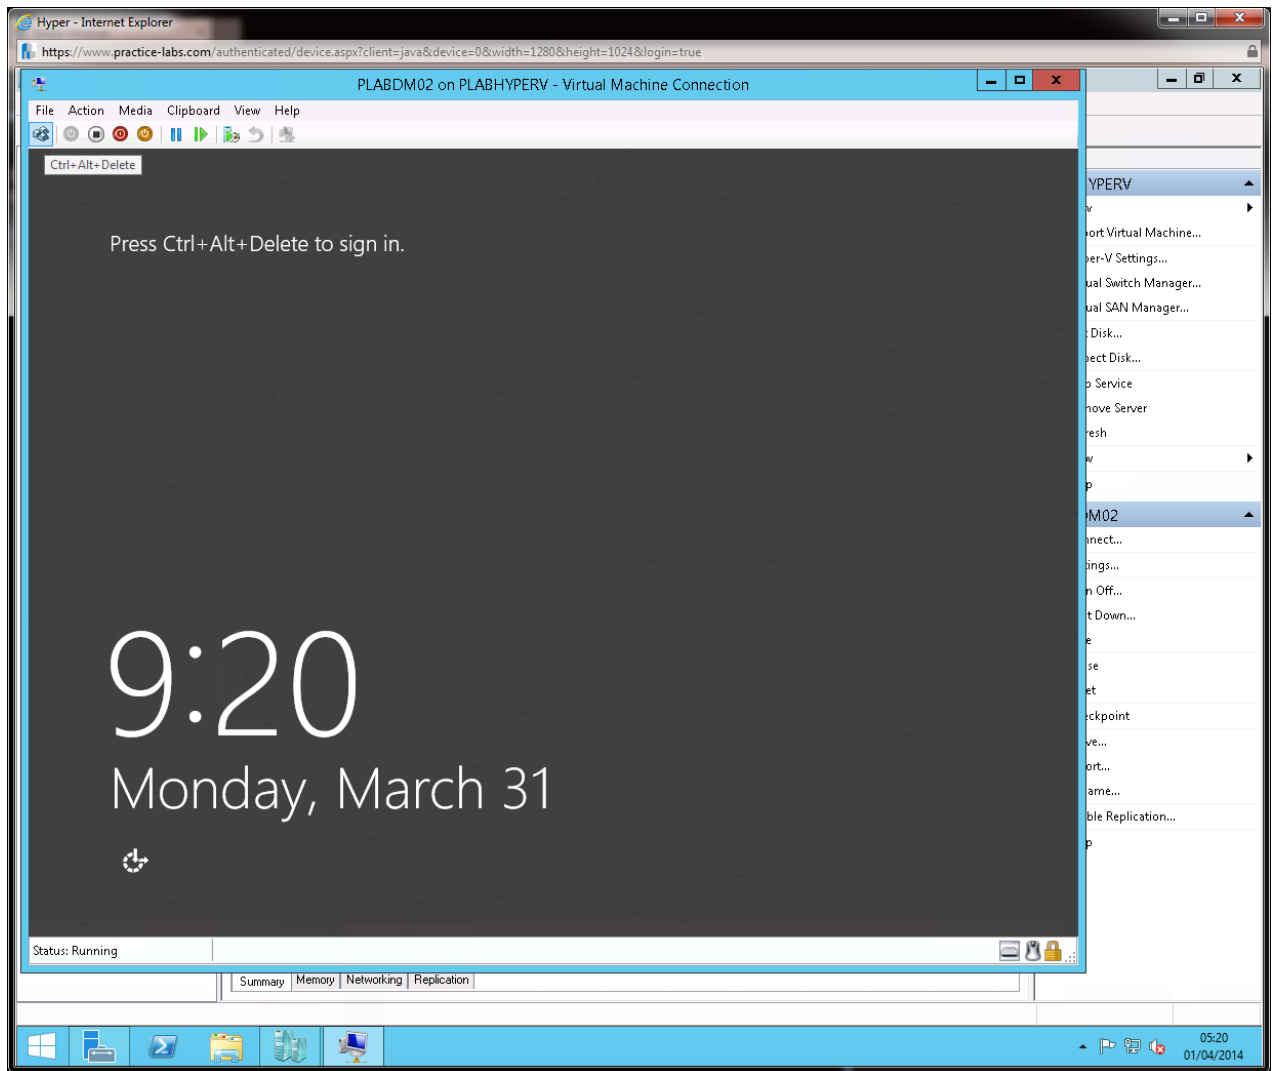 Hyper - Internet Explorer
https://www.practice-labs.com/authenticated/device.aspx?client=java&device=0&width=1280&height=1024&login=true
PLABDM02 on PLABHYPERV - Virtual Machine Connection
File Action Media Clipboard View Help
Ctrl+Alt+Delete
Press Ctrl+Alt+Delete to sign in.
9:20
Monday, March 31
Status: Running
YPERV
v
ort Virtual Machine...
er-V Settings...
ual Switch Manager...
ual SAN Manager...
t Disk...
pect Disk...
p Service
nove Server
resh
w
p
M02
nnect...
tings...
n Off...
t Down...
e
se
et
eckpoint
ve...
ort...
ame...
ble Replication...
p
Summary Memory Networking Replication
05:20
01/04/2014